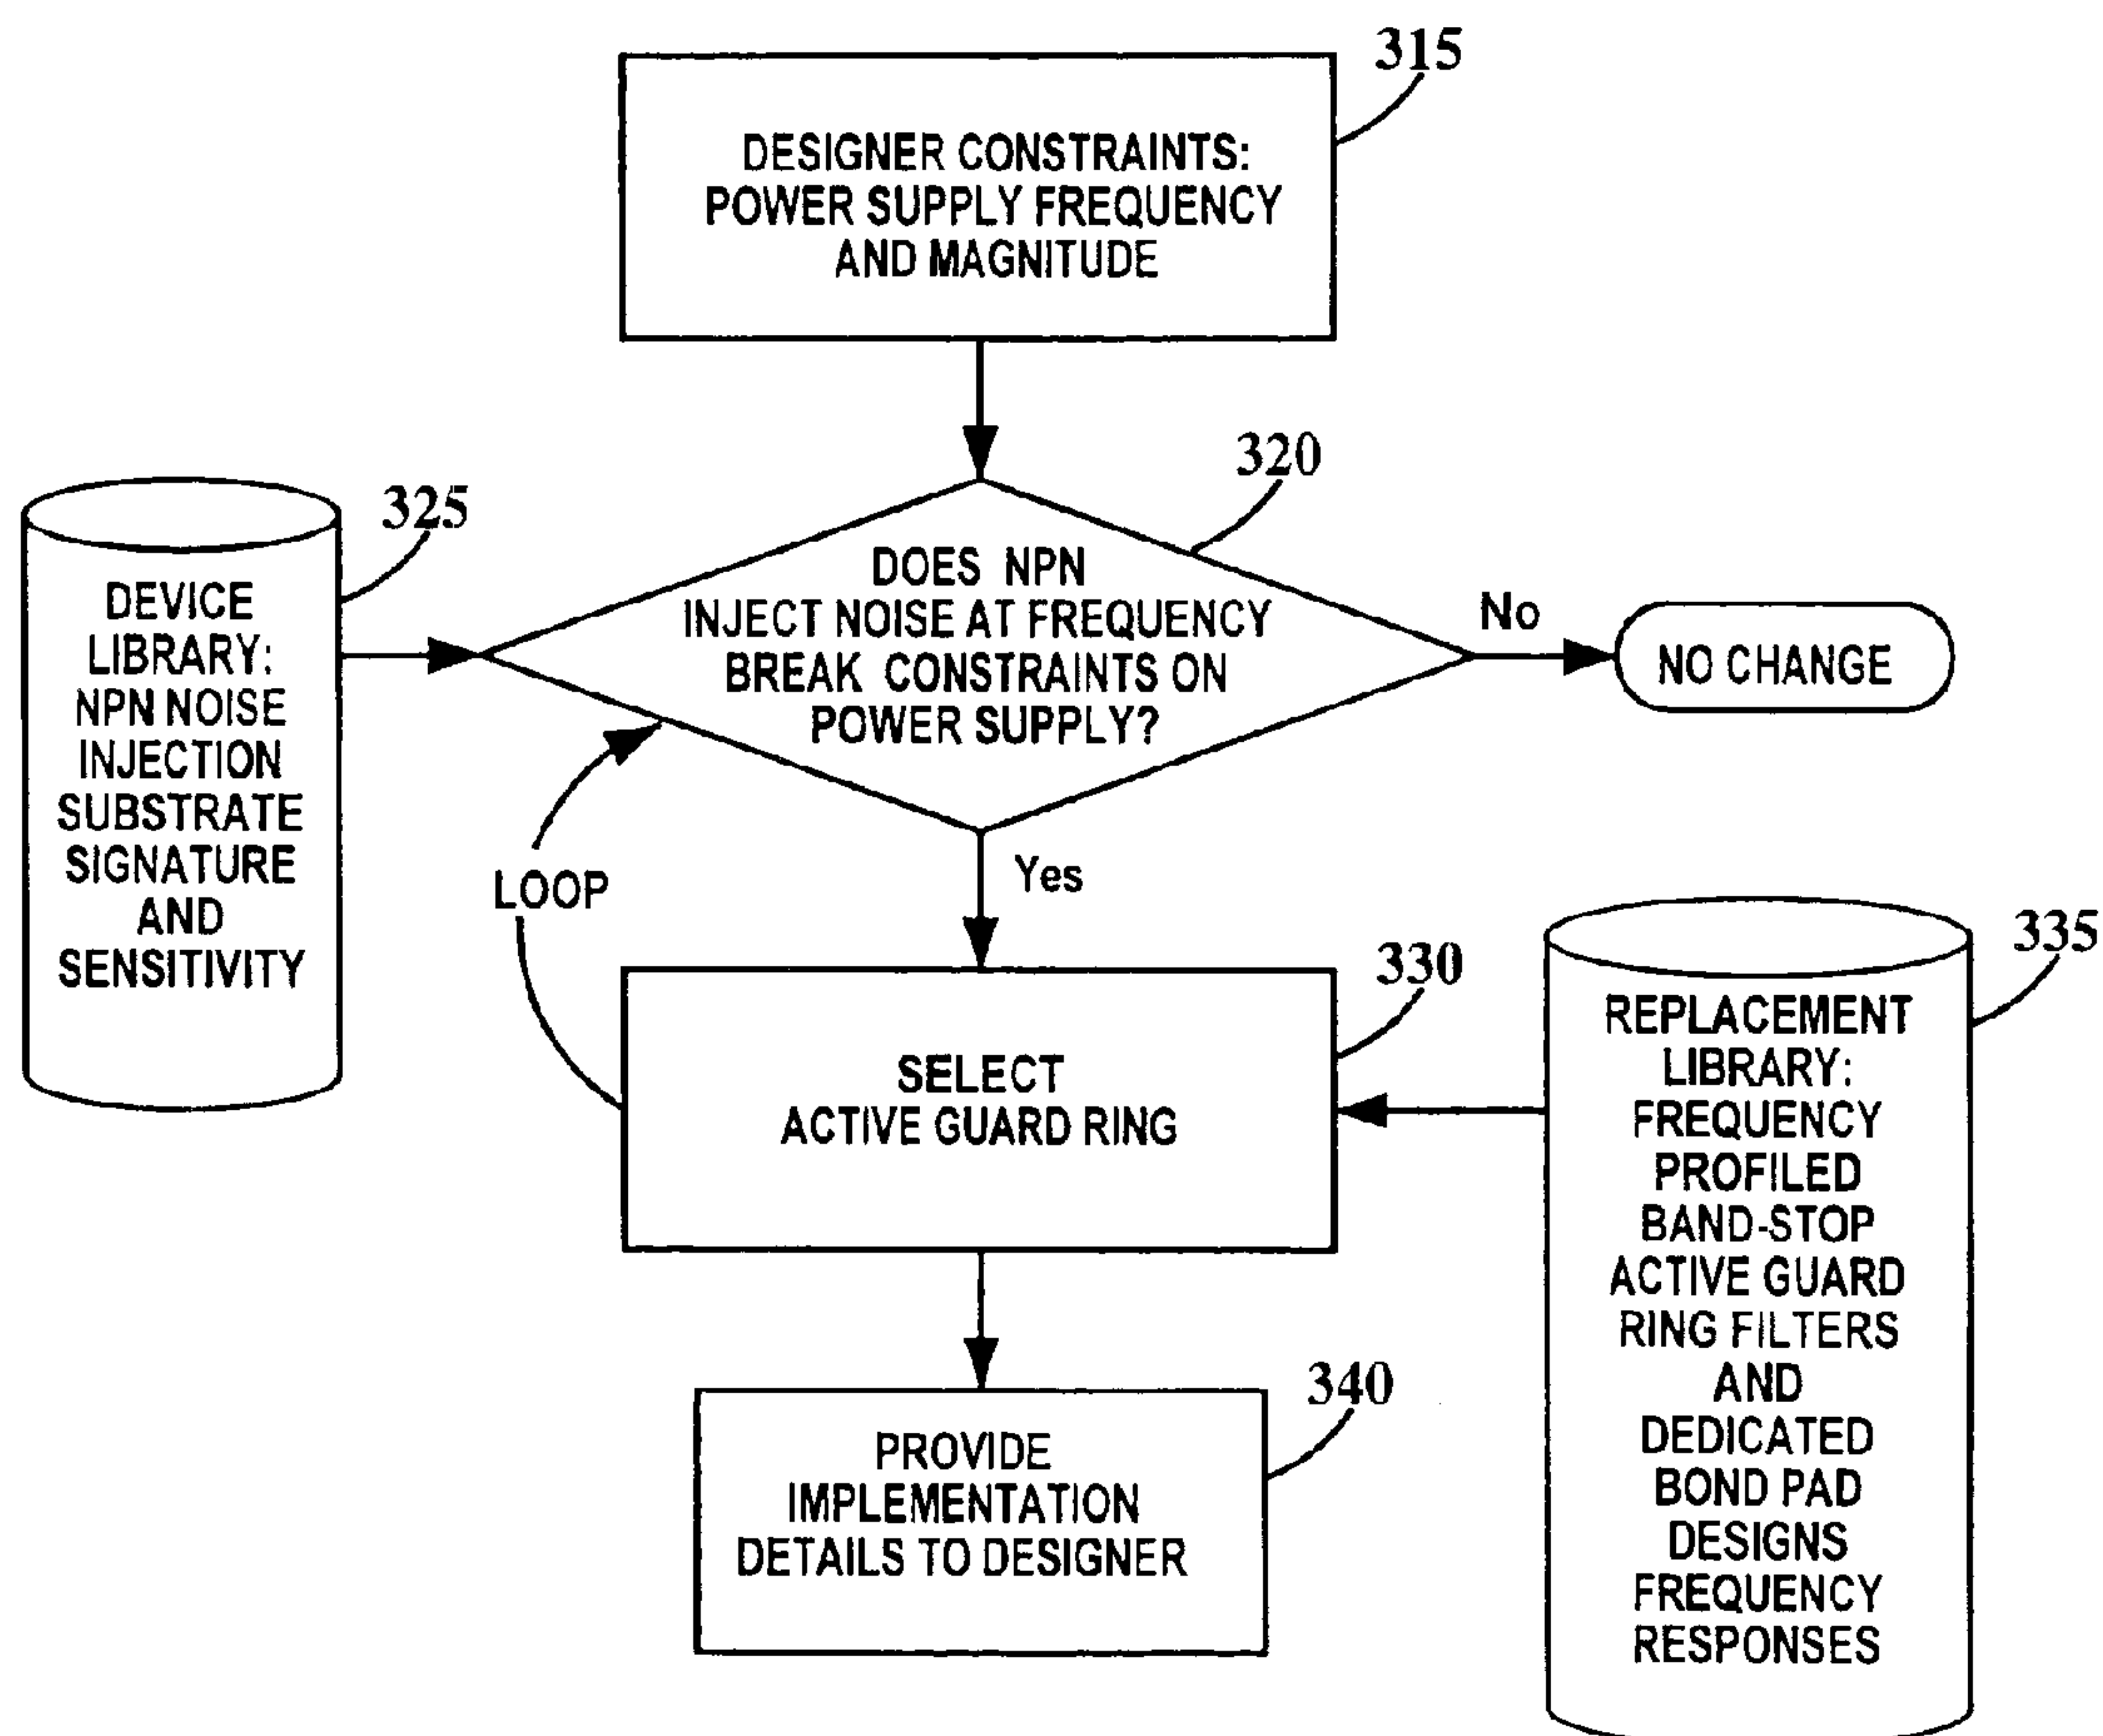 315
DESIGNER CONSTRAINTS:
POWER SUPPLY FREQUENCY
AND MAGNITUDE
320
DOES NPN
INJECT NOISE AT FREQUENCY
BREAK CONSTRAINTS ON
POWER SUPPLY?
No
NO CHANGE
325
DEVICE
LIBRARY:
NPN NOISE
INJECTION
SUBSTRATE
SIGNATURE
AND
SENSITIVITY
LOOP
Yes
330
SELECT
ACTIVE GUARD RING
335
REPLACEMENT
LIBRARY:
FREQUENCY
PROFILED
BAND-STOP
ACTIVE GUARD
RING FILTERS
AND
DEDICATED
BOND PAD
DESIGNS
FREQUENCY
RESPONSES
340
PROVIDE
IMPLEMENTATION
DETAILS TO DESIGNER